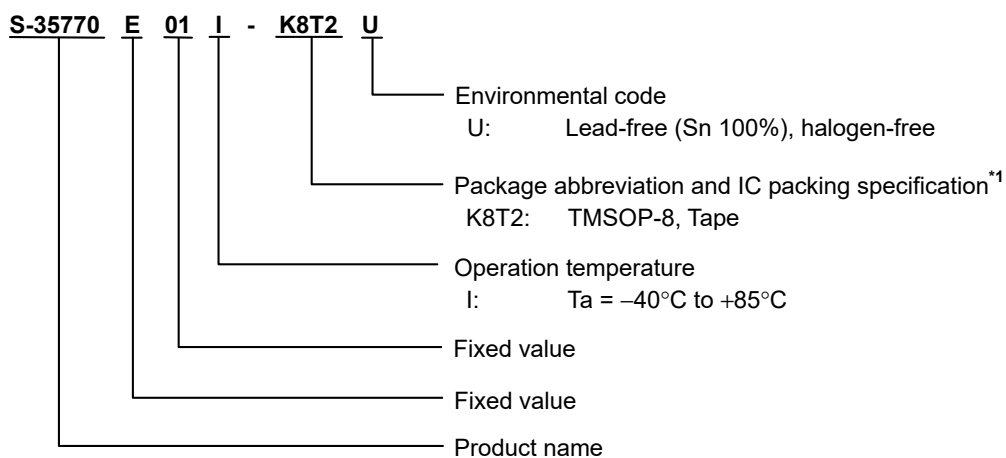 S-35770 E 01 I - K8T2 U
Environmental code
U: Lead-free (Sn 100%), halogen-free
Package abbreviation and IC packing specification*1
K8T2: TMSOP-8, Tape
Operation temperature
I: Ta = −40°C to +85°C
Fixed value
Fixed value
Product name